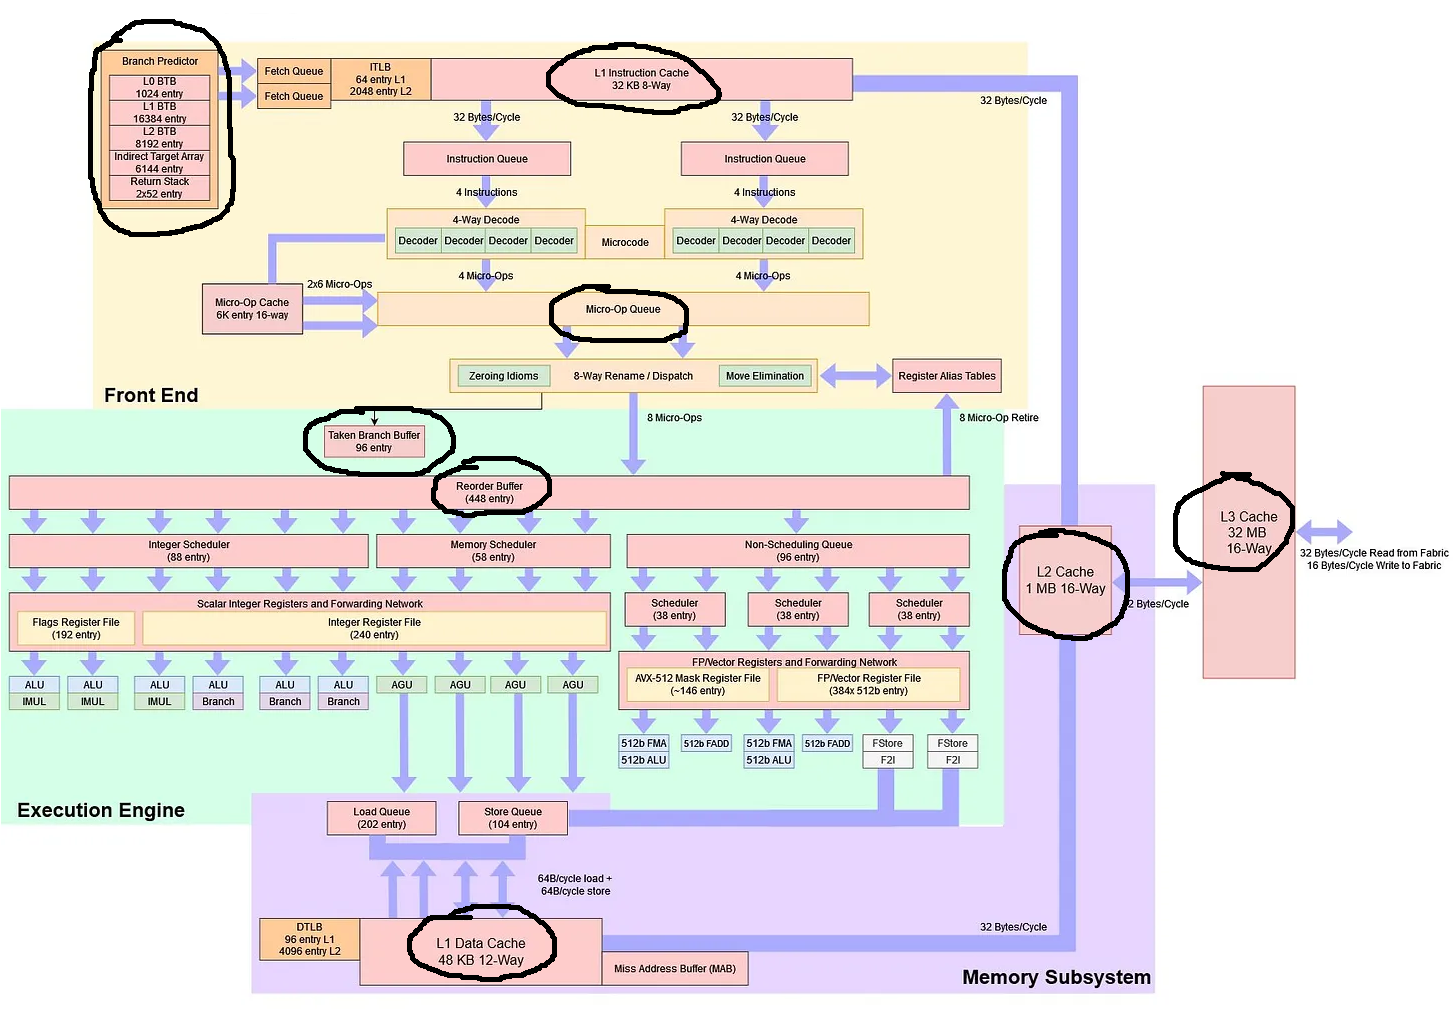 Branch Predictor
L0 BTB
1024 entry
L1 BTB
16384 entry
L2 BTB
8192 entry
Indirect Target Array
6144 entry
Return Stack
2x52 entry
Fetch Queue
Fetch Queue
ITLB
64 entry L1
2048 entry L2
L1 Instruction Cache
32 KB 8-Way
32 Bytes/Cycle
32 Bytes/Cycle
32 Bytes/Cycle
Instruction Queue
Instruction Queue
4 Instructions
4 Instructions
4-Way Decode
Decoder Decoder Decoder Decoder
Microcode
4-Way Decode
Decoder Decoder Decoder Decoder
4 Micro-Ops
4 Micro-Ops
Micro-Op Cache
6K entry 16-way
2x6 Micro-Ops
Micro-Op Queue
Zeroing Idioms
8-Way Rename / Dispatch
Move Elimination
Register Alias Tables
Front End
8 Micro-Ops
8 Micro-Op Retire
Taken Branch Buffer
96 entry
Reorder Buffer
(448 entry)
Integer Scheduler
(88 entry)
Memory Scheduler
(58 entry)
Non-Scheduling Queue
(96 entry)
Scalar Integer Registers and Forwarding Network
Flags Register File
(192 entry)
Integer Register File
(240 entry)
Scheduler
(38 entry)
Scheduler
(38 entry)
Scheduler
(38 entry)
FP/Vector Registers and Forwarding Network
AVX-512 Mask Register File
(~146 entry)
FP/Vector Register File
(384x 512b entry)
ALU
IMUL
ALU
IMUL
ALU
IMUL
ALU
Branch
ALU
Branch
ALU
Branch
AGU
AGU
AGU
AGU
512b FMA
512b ALU
512b FADD
512b FMA
512b ALU
512b FADD
FStore
F2I
FStore
F2I
Execution Engine
Load Queue
(202 entry)
Store Queue
(104 entry)
64B/cycle load +
64B/cycle store
DTLB
96 entry L1
4096 entry L2
L1 Data Cache
48 KB 12-Way
Miss Address Buffer (MAB)
32 Bytes/Cycle
Memory Subsystem
L2 Cache
1 MB 16-Way
2 Bytes/Cycle
L3 Cache
32 MB
16-Way
32 Bytes/Cycle Read from Fabric
16 Bytes/Cycle Write to Fabric